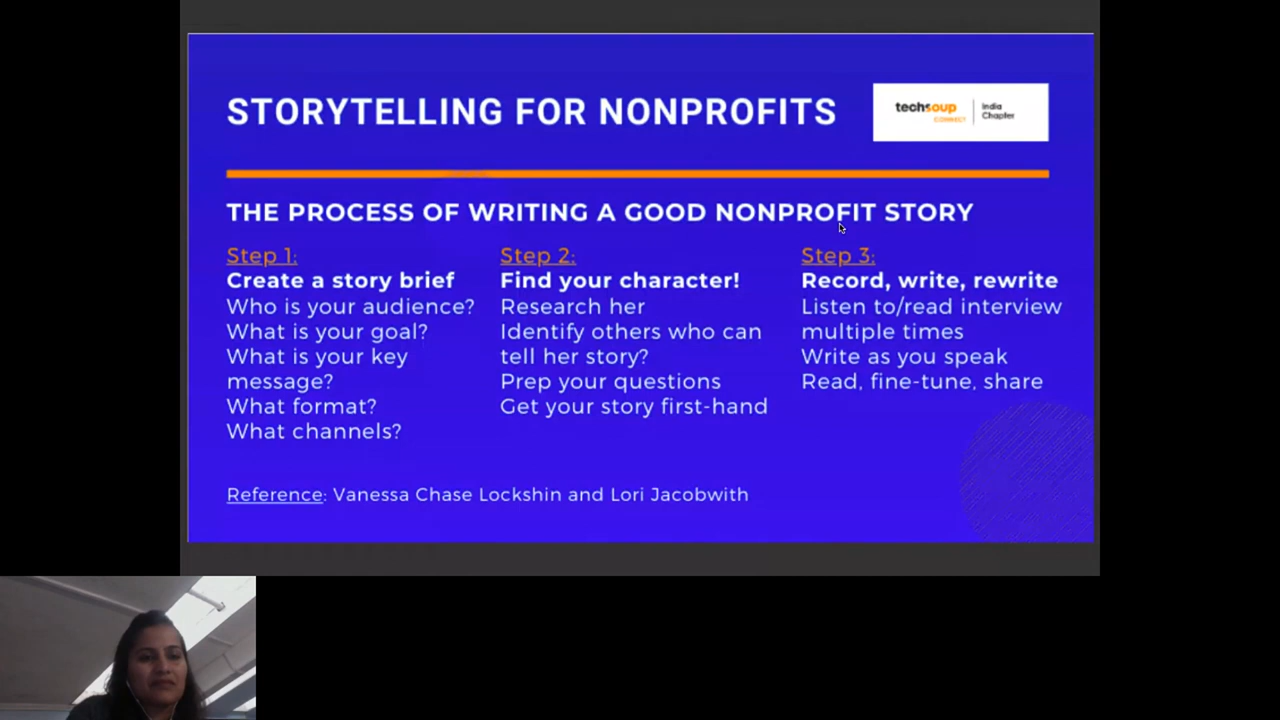 STORYTELLING FOR NONPROFITS
techsoup
CONNECT
India
Chapter
THE PROCESS OF WRITING A GOOD NONPROFIT STORY
Step 1:
Create a story brief
Who is your audience?
What is your goal?
What is your key
message?
What format?
What channels?
Step 2:
Find your character!
Research her
Identify others who can
tell her story?
Prep your questions
Get your story first-hand
Step 3:
Record, write, rewrite
Listen to/read interview
multiple times
Write as you speak
Read, fine-tune, share
Reference: Vanessa Chase Lockshin and Lori Jacobwith